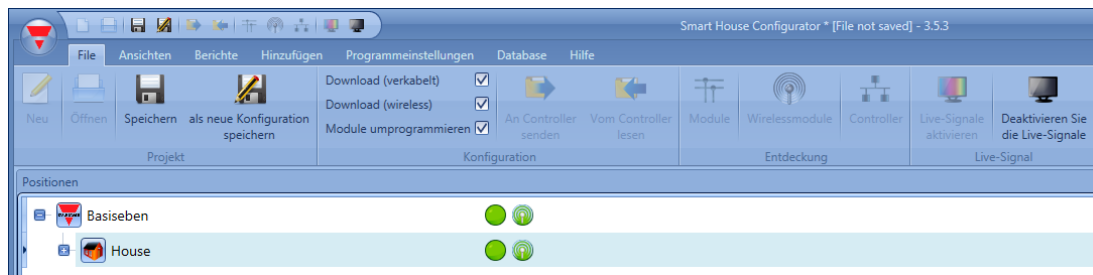 Smart House Configurator * [File not saved] - 3.5.3
File Ansichten Berichte Hinzufügen Programmeinstellungen Database Hilfe
Neu
Öffnen
Speichern
als neue Konfiguration
speichern
Projekt
Download (verkabelt)
Download (wireless)
Module umprogrammieren
An Controller
senden
Vom Controller
lesen
Konfiguration
Module
Wirelessmodule
Controller
Entdeckung
Live-Signale
aktivieren
Deaktivieren Sie
die Live-Signale
Live-Signal
Positionen
Basiseben
House